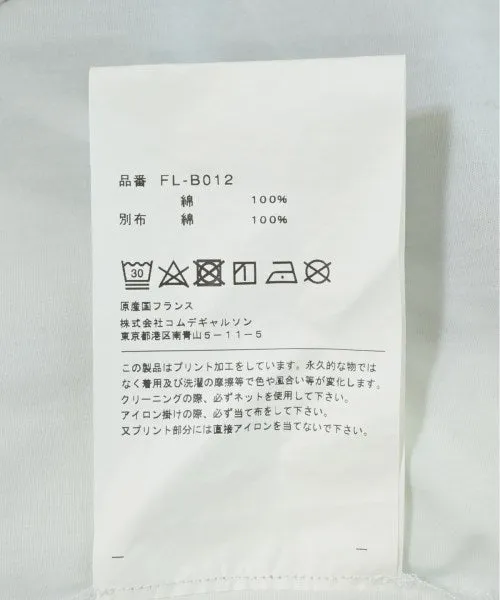 品番 FL-B012
綿 100%
別布 綿 100%
30
原産国フランス
株式会社コムデギャルソン
東京都港区南青山5-11-5
この製品はプリント加工をしています。永久的な物では
なく着用及び洗濯の摩擦等で色や風合い等が変化します。
クリーニングの際、必ずネットを使用して下さい。
アイロン掛けの際、必ず当て布をして下さい。
又プリント部分には直接アイロンを当てないで下さい。